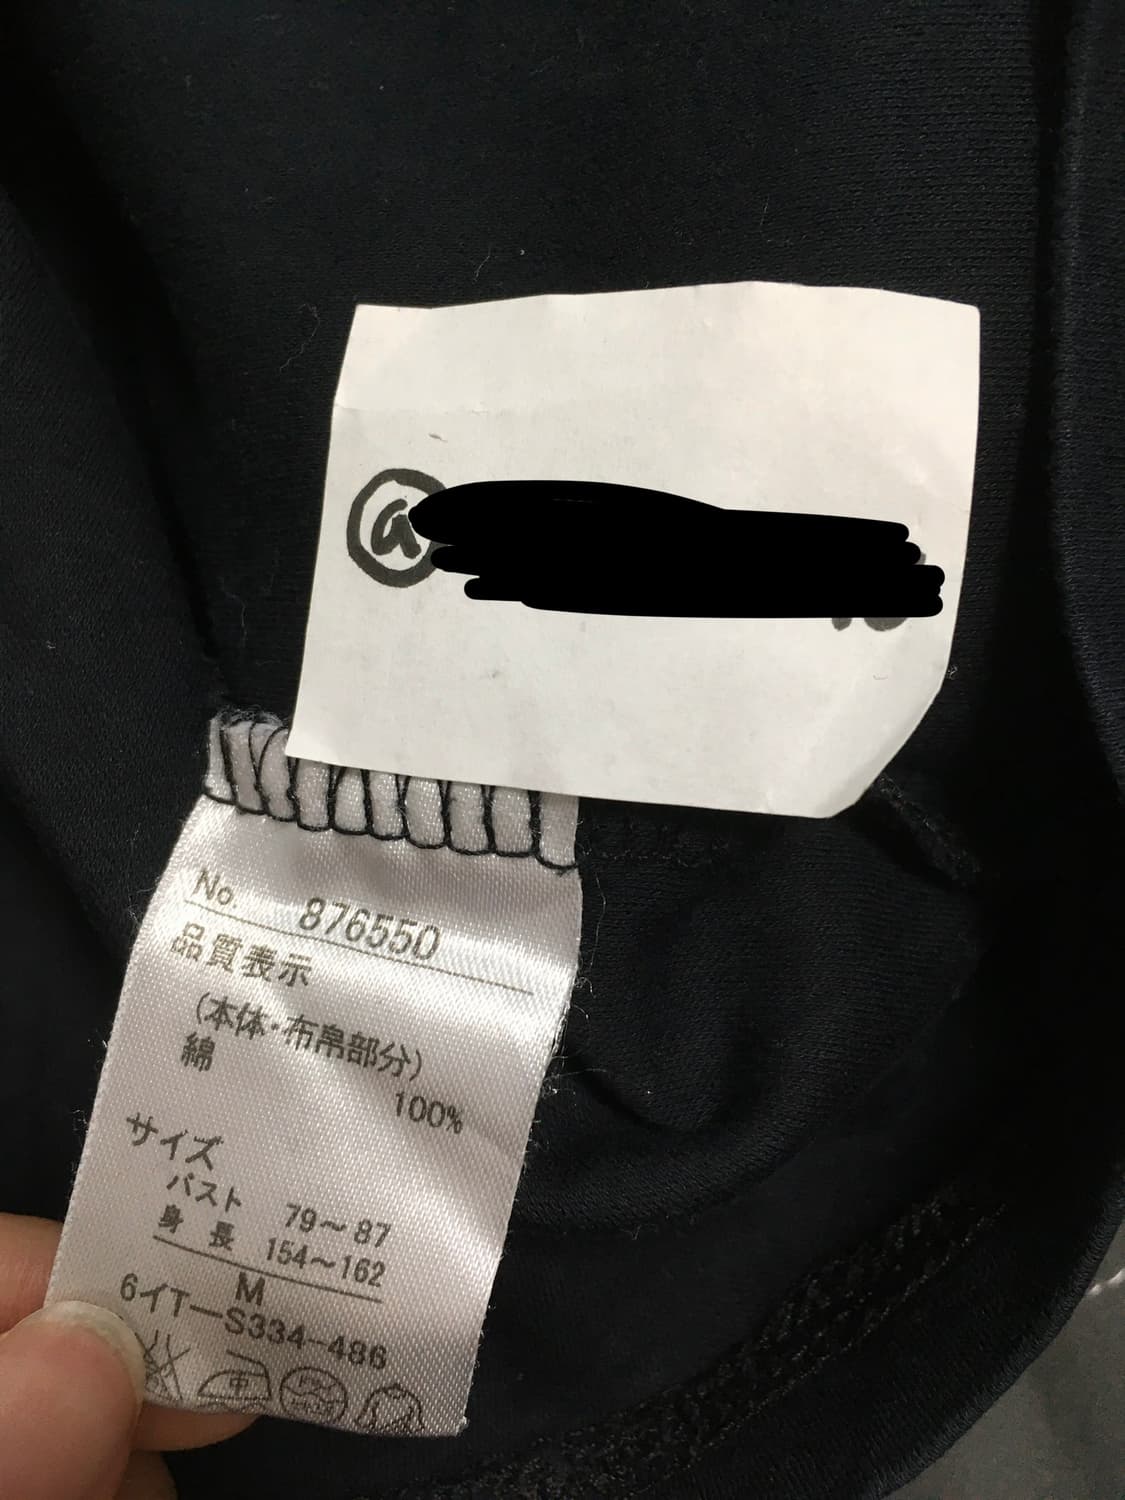 ⓐ
No. 876550
品質表示
(本体・布帛部分)
綿
100%
サイズ
バスト 79〜87
身長 154〜162
M
6イT-S334-486
中